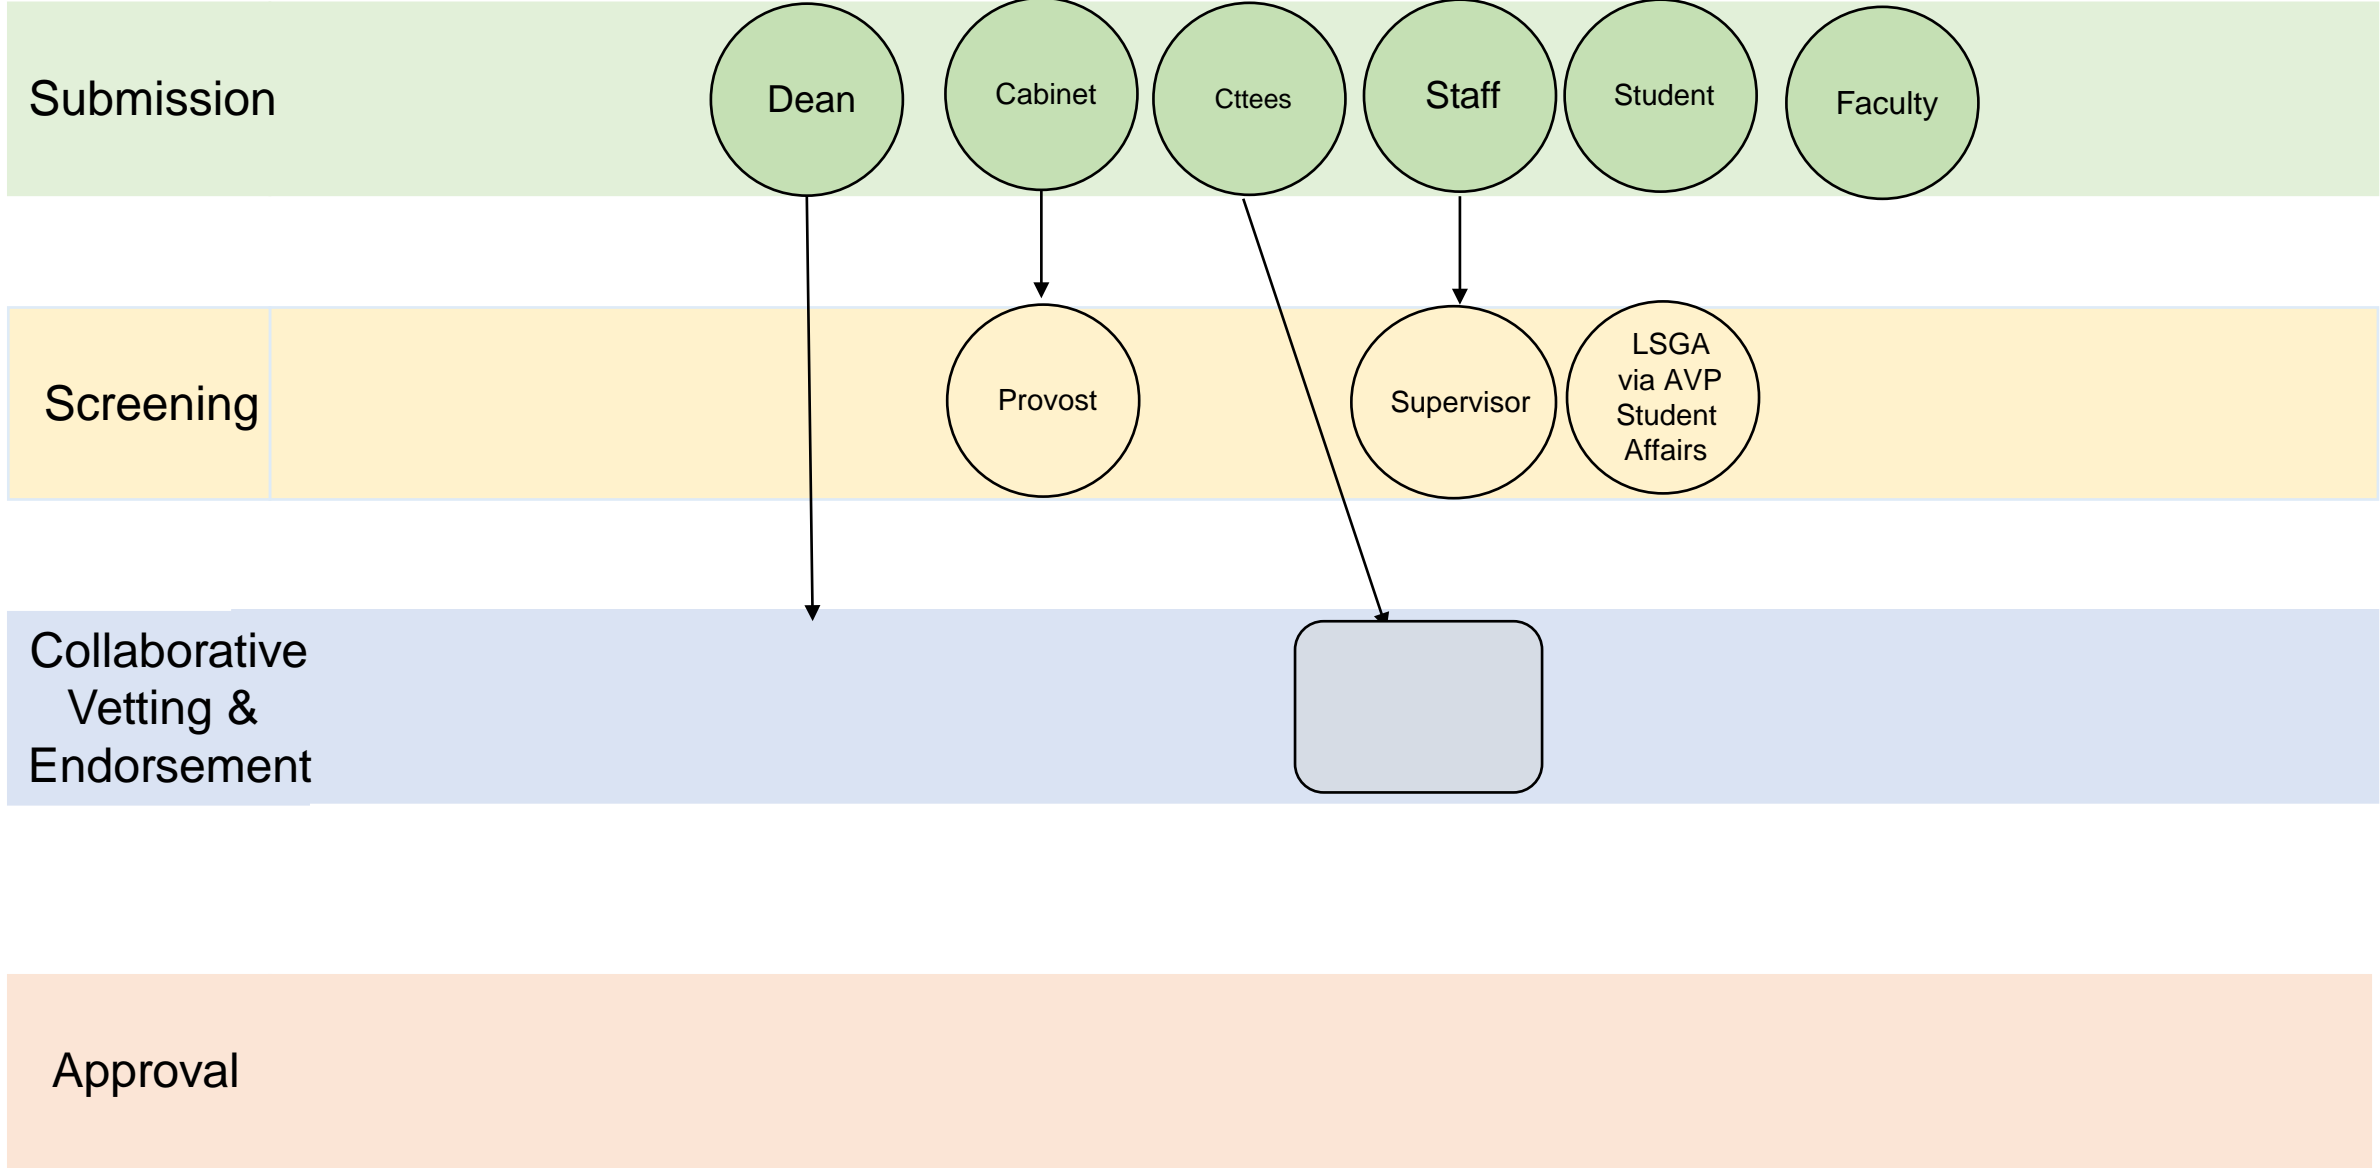 Submission
Dean
Cabinet
Cttees
Staff
Student
Faculty
Screening
Provost
Supervisor
LSGA
via AVP
Student
Affairs
Collaborative
Vetting &
Endorsement
Approval